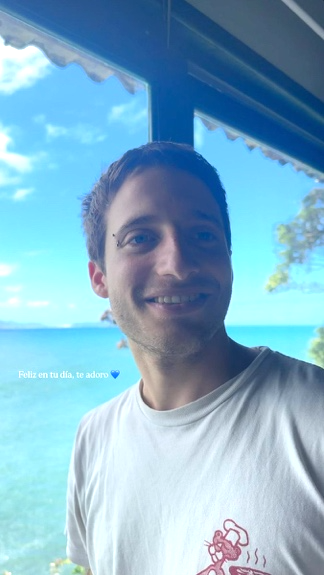 Feliz en tu día, te adoro 💙